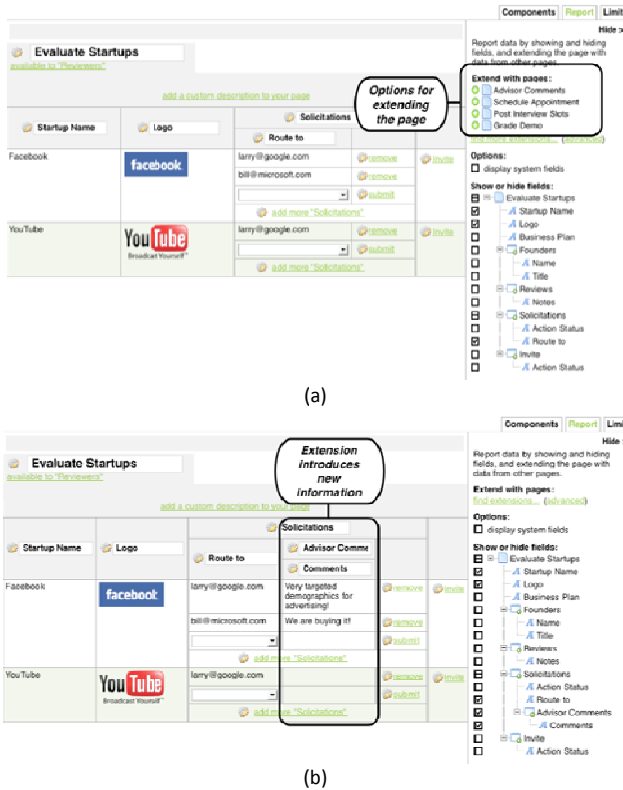 Components Report Limit
Hide >
Evaluate Startups
available to "Reviewers"
Report data by showing and hiding
fields, and extending the page with
data from other pages.
add a custom description to your page
Options for
extending
the page
Extend with pages:
Advisor Comments
Schedule Appointment
Post Interview Slots
Grade Demo
find more extensions... (advanced)
Startup Name
Logo
Solicitations
Route to
Facebook
facebook
larry@google.com
remove
Invite
bill@microsoft.com
remove
submit
add more "Solicitations"
YouTube
YouTube
Broadcast Yourself
larry@google.com
remove
Invite
submit
add more "Solicitations"
Options:
display system fields
Show or hide fields:
Evaluate Startups
Startup Name
Logo
Business Plan
Founders
Name
Title
Reviews
Notes
Solicitations
Action Status
Route to
Invite
Action Status
(a)
Components Report Limi
Hide
Evaluate Startups
available to "Reviewers"
Extension
introduces
new
information
Report data by showing and hiding
fields, and extending the page with
data from other pages.
add a custom description to your page
Extend with pages:
find extensions... (advanced)
Startup Name
Logo
Solicitations
Route to
Advisor Comme
Comments
Facebook
facebook
larry@google.com
Very targeted
demographics for
advertising!
remove
Invite
bill@microsoft.com
We are buying it!
remove
submit
add more "Solicitations"
YouTube
YouTube
Broadcast Yourself
larry@google.com
remove
Invite
submit
add more "Solicitations"
Options:
display system fields
Show or hide fields:
Evaluate Startups
Startup Name
Logo
Business Plan
Founders
Name
Title
Reviews
Notes
Solicitations
Action Status
Route to
Advisor Comments
Comments
Invite
Action Status
(b)